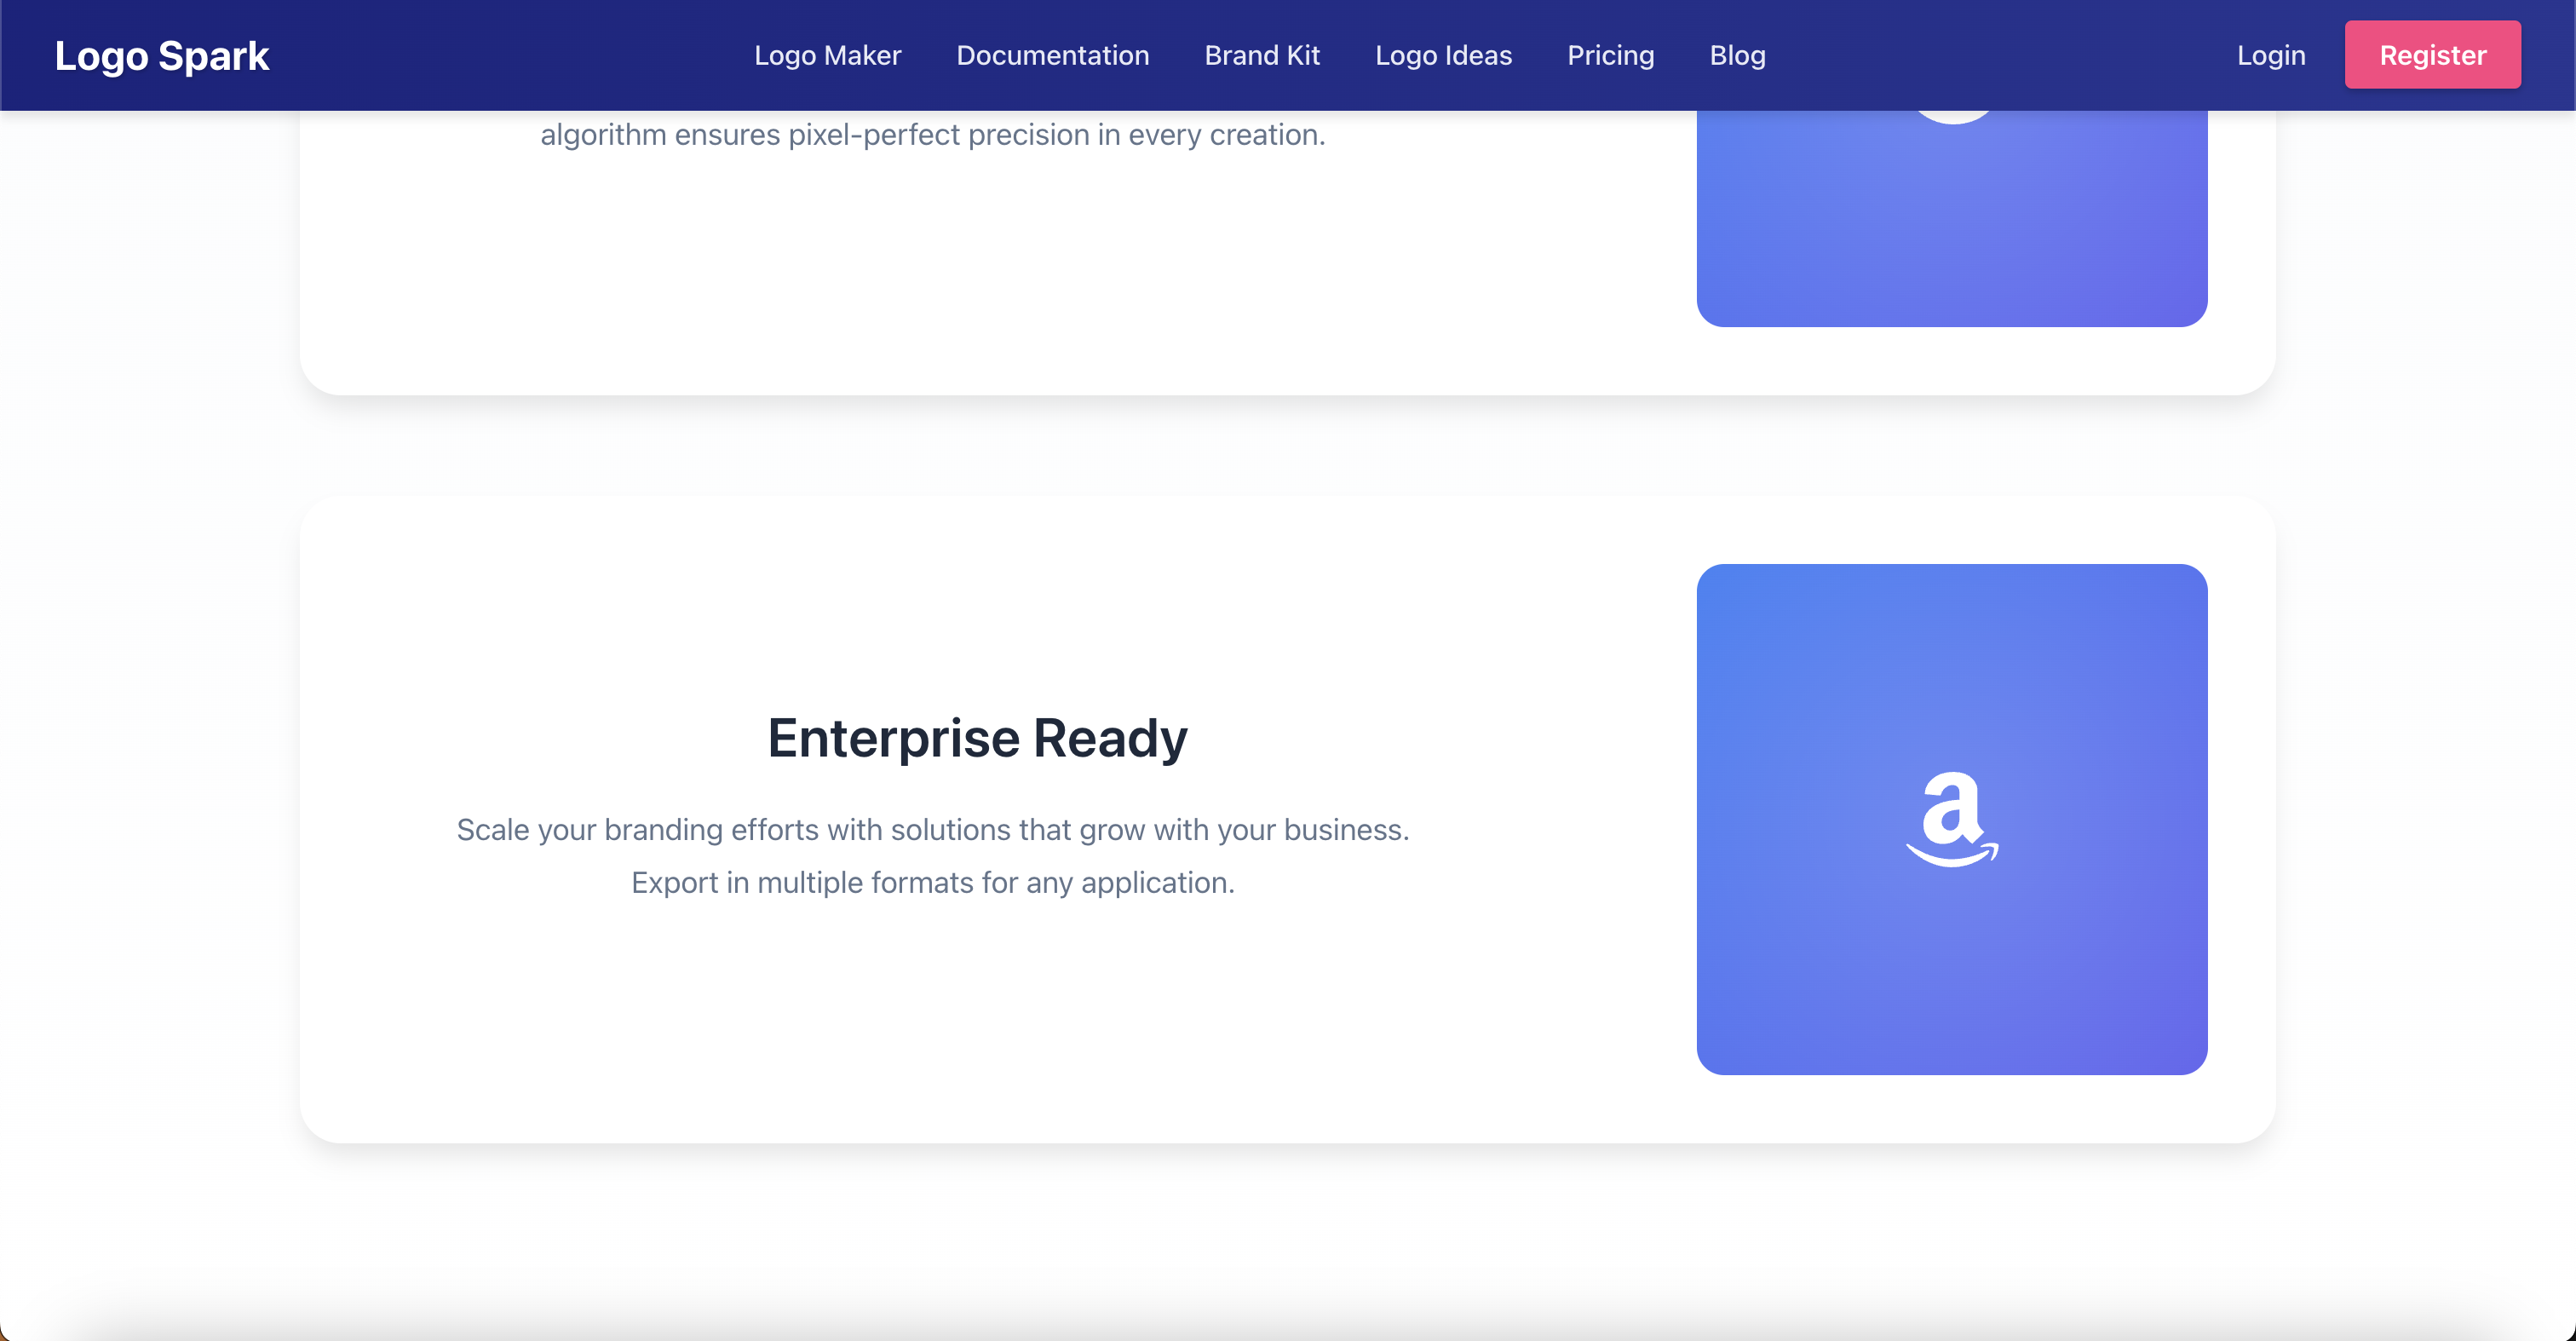 Logo Spark
Logo Maker
Documentation
Brand Kit
Logo Ideas
Pricing
Blog
Login
Register
algorithm ensures pixel-perfect precision in every creation.
Enterprise Ready
Scale your branding efforts with solutions that grow with your business.
Export in multiple formats for any application.
a